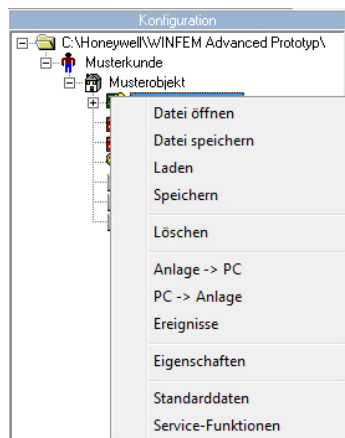 Konfiguration
C:\Honeywell\WINFEM Advanced Prototyp\
Musterkunde
Musterobjekt
Datei öffnen
Datei speichern
Laden
Speichern
Löschen
Anlage -> PC
PC -> Anlage
Ereignisse
Eigenschaften
Standarddaten
Service-Funktionen